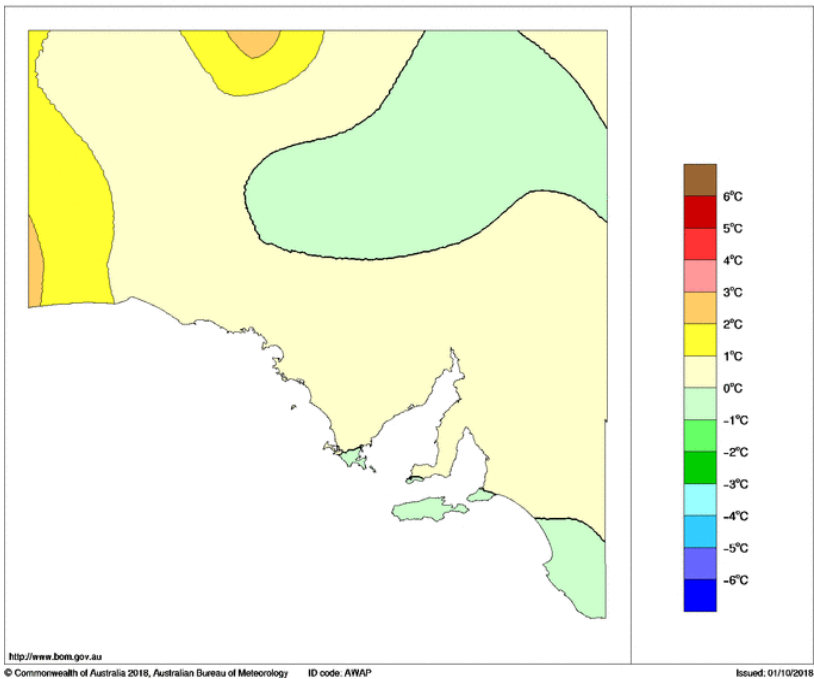 6°C
5°C
4°C
3°C
2°C
1°C
0°C
-1°C
-2°C
-3°C
-4°C
-5°C
-6°C
http://www.bom.gov.au
© Commonwealth of Australia 2018, Australian Bureau of Meteorology ID code: AWAP Issued: 01/10/2018